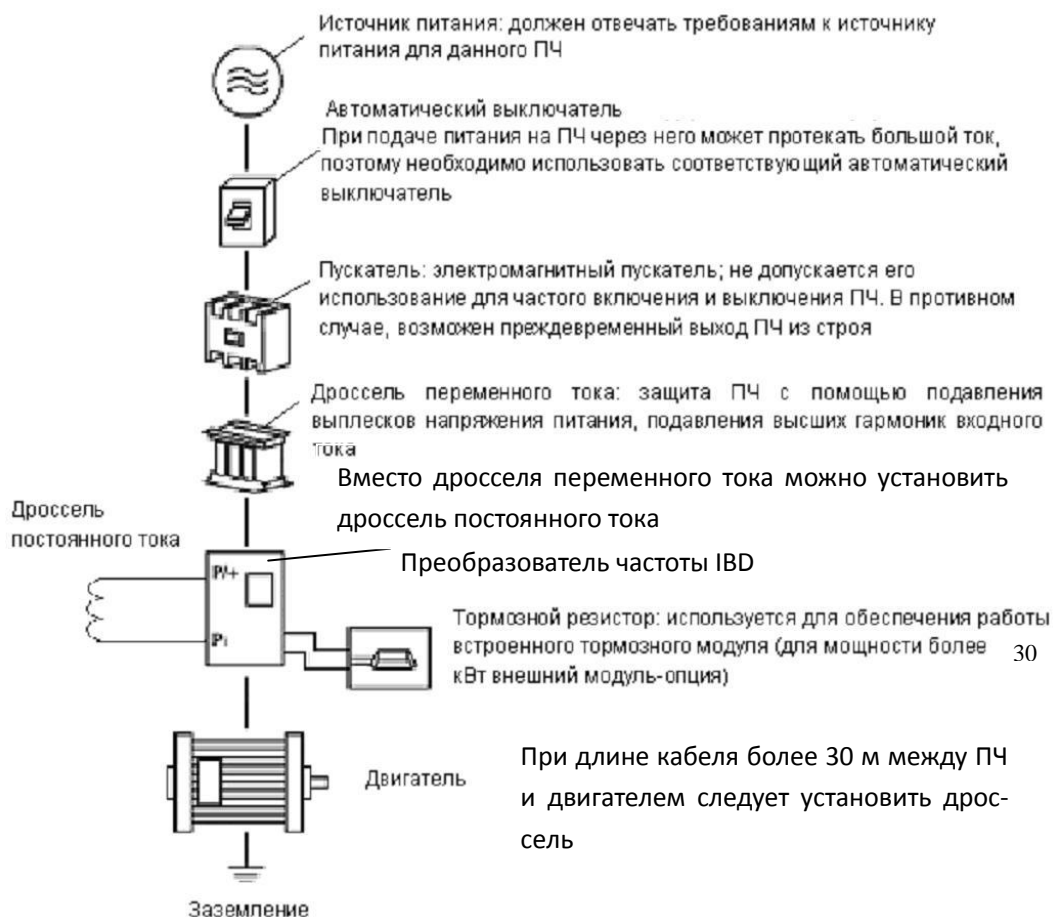 Источник питания: должен отвечать требованиям к источнику
питания для данного ПЧ
Автоматический выключатель
При подаче питания на ПЧ через него может протекать большой ток,
поэтому необходимо использовать соответствующий автоматический
выключатель
Пускатель: электромагнитный пускатель; не допускается его
использование для частого включения и выключения ПЧ. В противном
случае, возможен преждевременный выход ПЧ из строя
Дроссель переменного тока: защита ПЧ с помощью подавления
выплесков напряжения питания, подавления высших гармоник входного
тока
Вместо дросселя переменного тока можно установить
дроссель постоянного тока
Дроссель
постоянного тока
Преобразователь частоты IBD
P/+
P1
Тормозной резистор: используется для обеспечения работы
встроенного тормозного модуля (для мощности более 30
кВт внешний модуль-опция)
Двигатель
При длине кабеля более 30 м между ПЧ
и двигателем следует установить дрос-
сель
Заземление